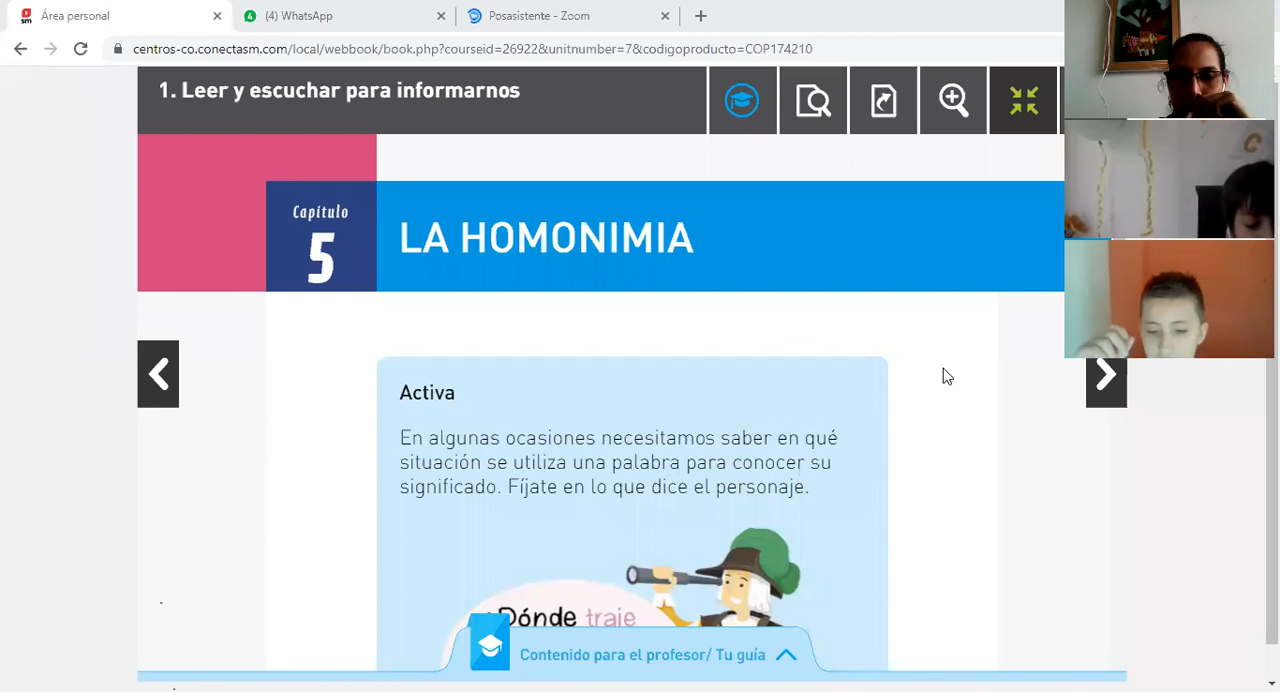 Área personal
(4) WhatsApp
Posasistente - Zoom
centros-co.conectasm.com/local/webbook/book.php?courseid=26922&unitnumber=7&codigoproducto=COP174210
1. Leer y escuchar para informarnos
Capítulo
5
LA HOMONIMIA
Activa
En algunas ocasiones necesitamos saber en qué
situación se utiliza una palabra para conocer su
significado. Fíjate en lo que dice el personaje.
¿Dónde traje
Contenido para el profesor/ Tu guía